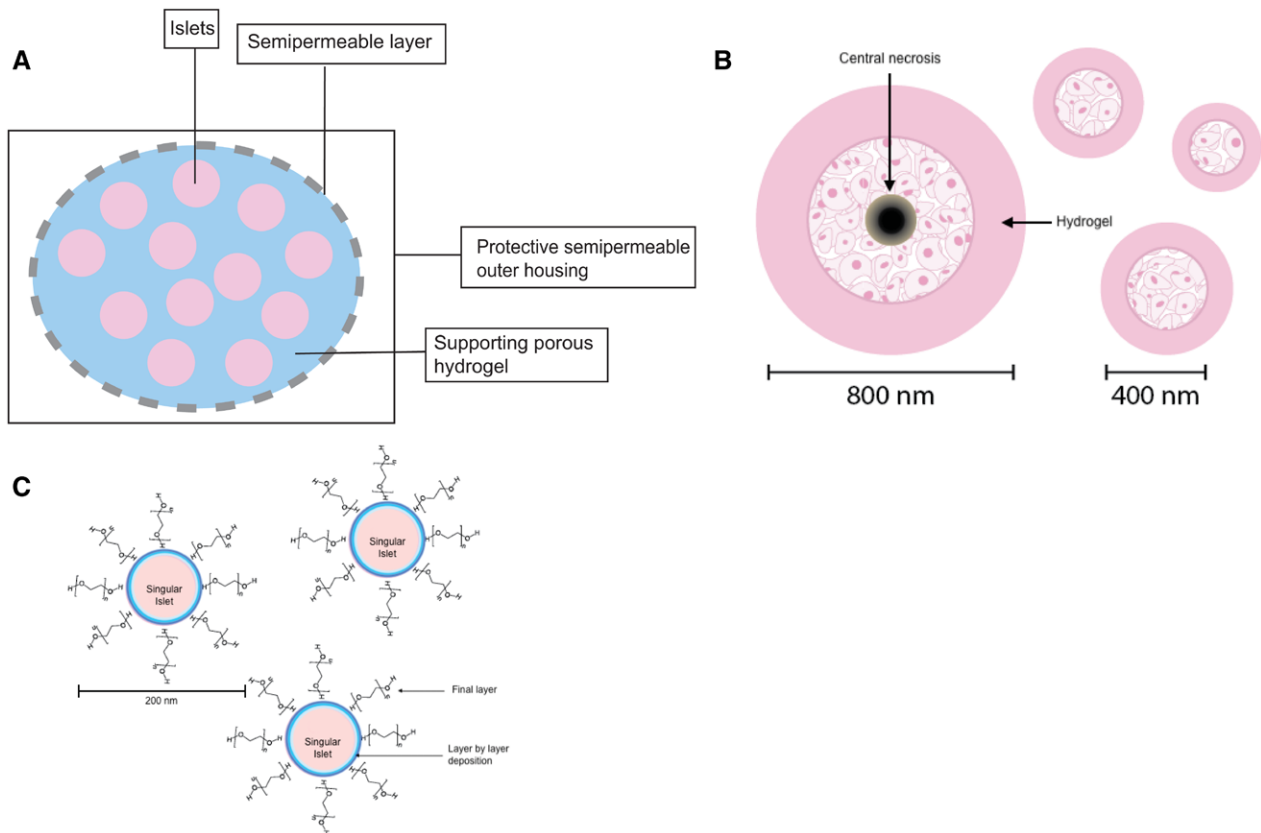 A
Islets
Semipermeable layer
Protective semipermeable
outer housing
Supporting porous
hydrogel
B
Central necrosis
Hydrogel
800 nm
400 nm
C
Singular
Islet
Singular
Islet
200 nm
Singular
Islet
Final layer
Layer by layer
deposition